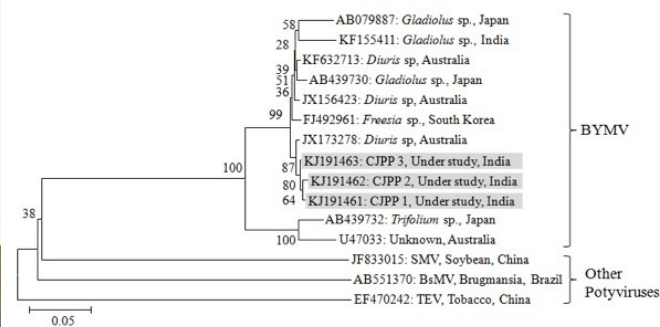 58
AB079887: Gladiolus sp., Japan
28
KF155411: Gladiolus sp., India
39
KF632713: Diuris sp, Australia
51
AB439730: Gladiolus sp., Japan
36
JX156423: Diuris sp, Australia
99
FJ492961: Freesia sp., South Korea
BYMV
JX173278: Diuris sp, Australia
100
87
KJ191463: CJPP 3, Under study, India
80
KJ191462: CJPP 2, Under study, India
64
KJ191461: CJPP 1, Under study, India
38
AB439732: Trifolium sp., Japan
100
U47033: Unknown, Australia
JF833015: SMV, Soybean, China
AB551370: BsMV, Brugmansia, Brazil
Other
Potyviruses
EF470242: TEV, Tobacco, China
0.05